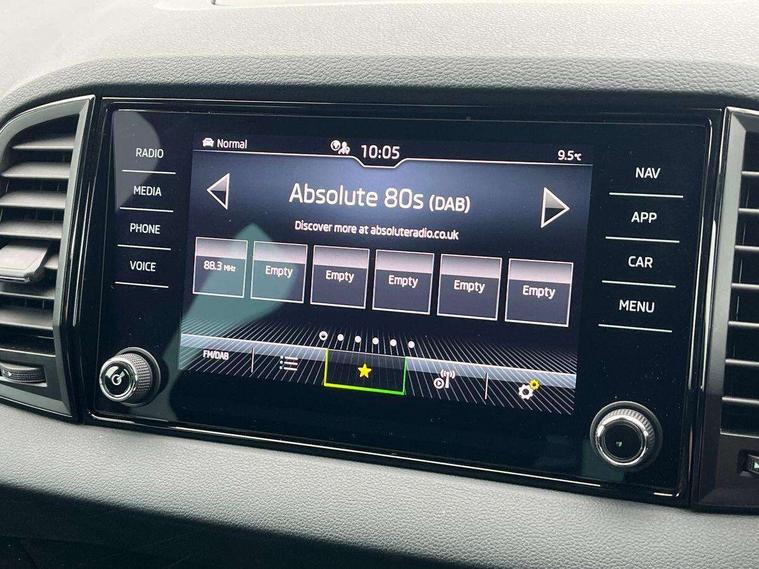 RADIO
MEDIA
PHONE
VOICE
Normal
10:05
9.5°C
Absolute 80s (DAB)
Discover more at absoluteradio.co.uk
88.3 MHz
Empty
Empty
Empty
Empty
Empty
FM/DAB
NAV
APP
CAR
MENU